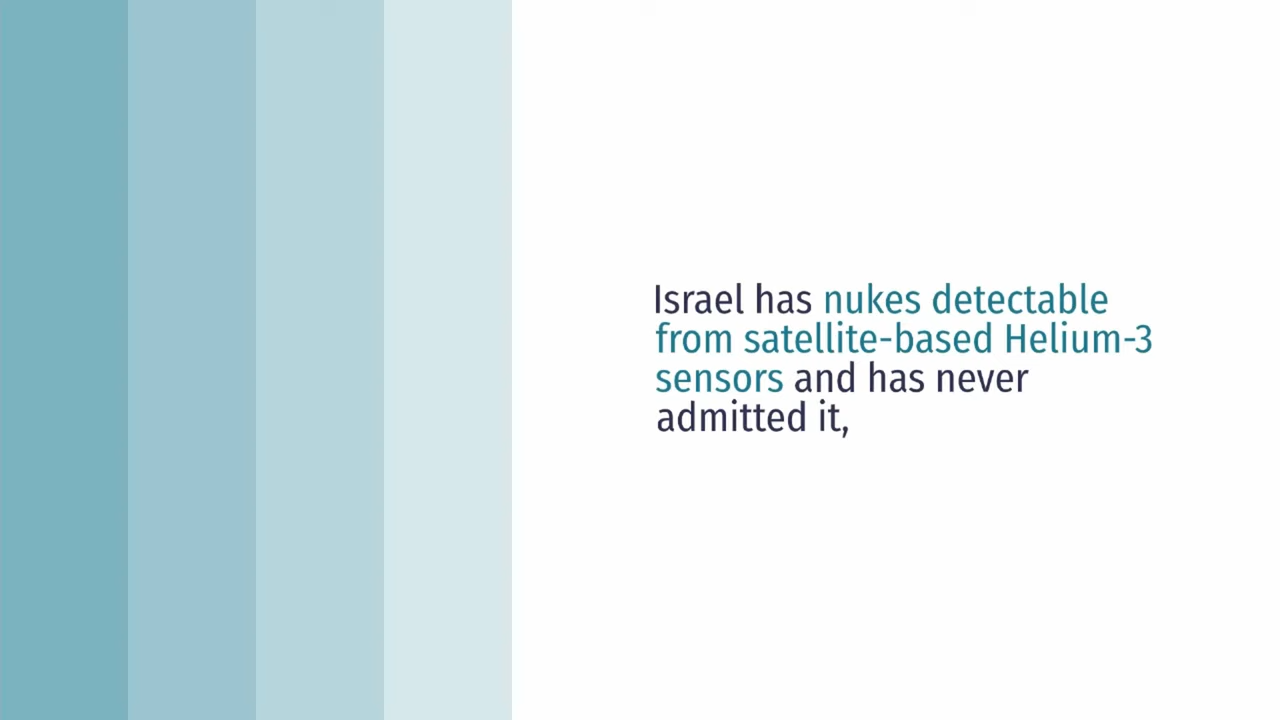 Israel has nukes detectable
from satellite-based Helium-3
sensors and has never
admitted it,